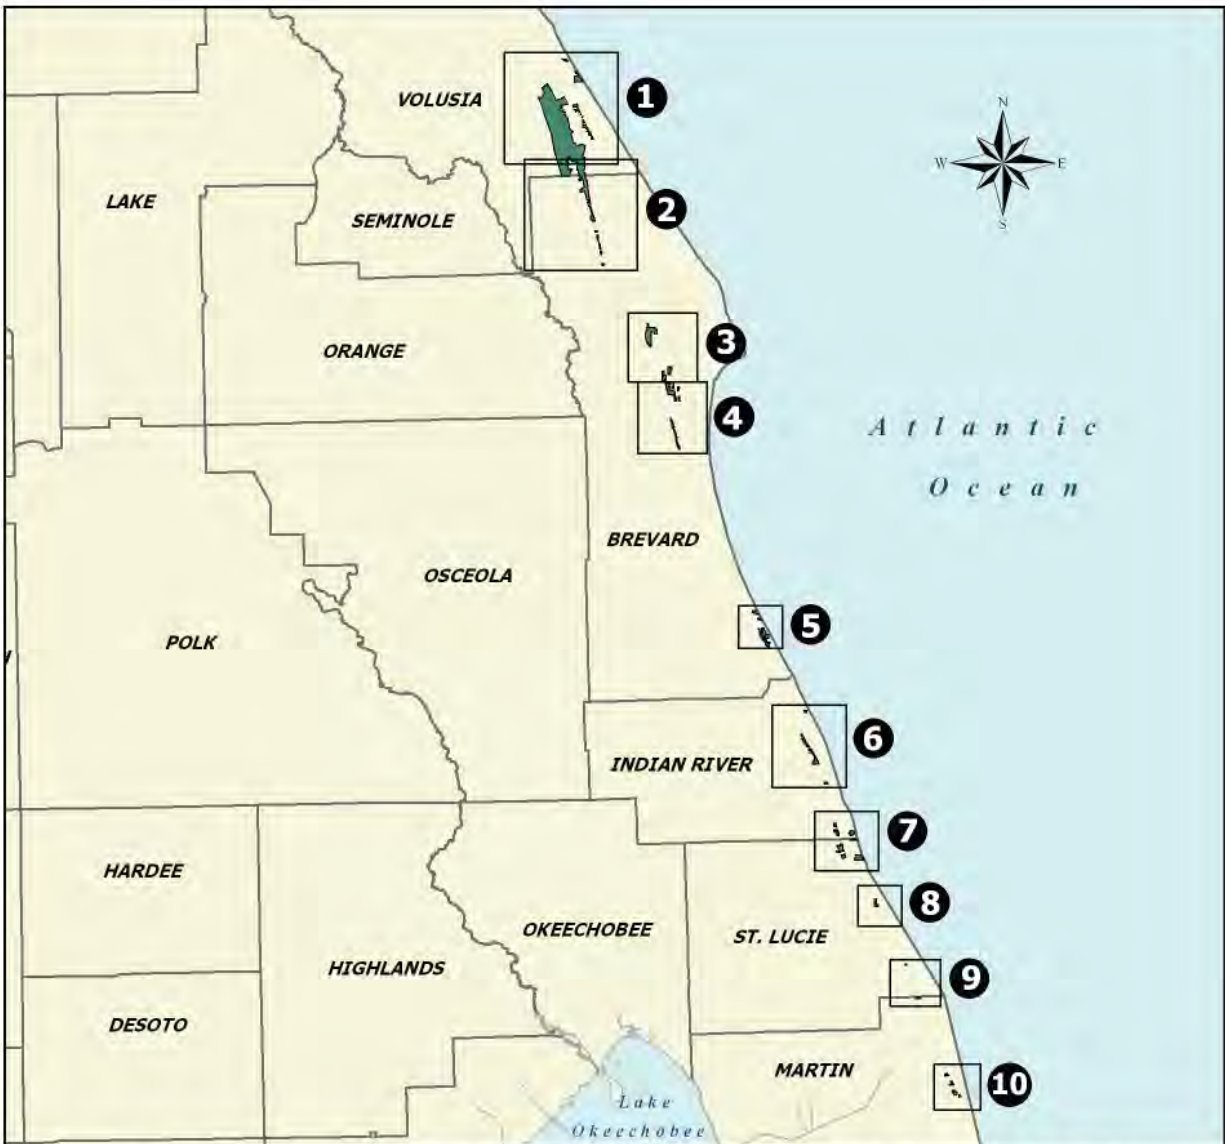 VOLUSIA
1
N
W
E
S
LAKE
SEMINOLE
2
ORANGE
3
4
Atlantic
Ocean
BREVARD
OSCEOLA
5
POLK
6
INDIAN RIVER
7
HARDEE
8
OKEECHOBEE
ST. LUCIE
HIGHLANDS
9
DESOTO
MARTIN
10
Lake
Okeechobee